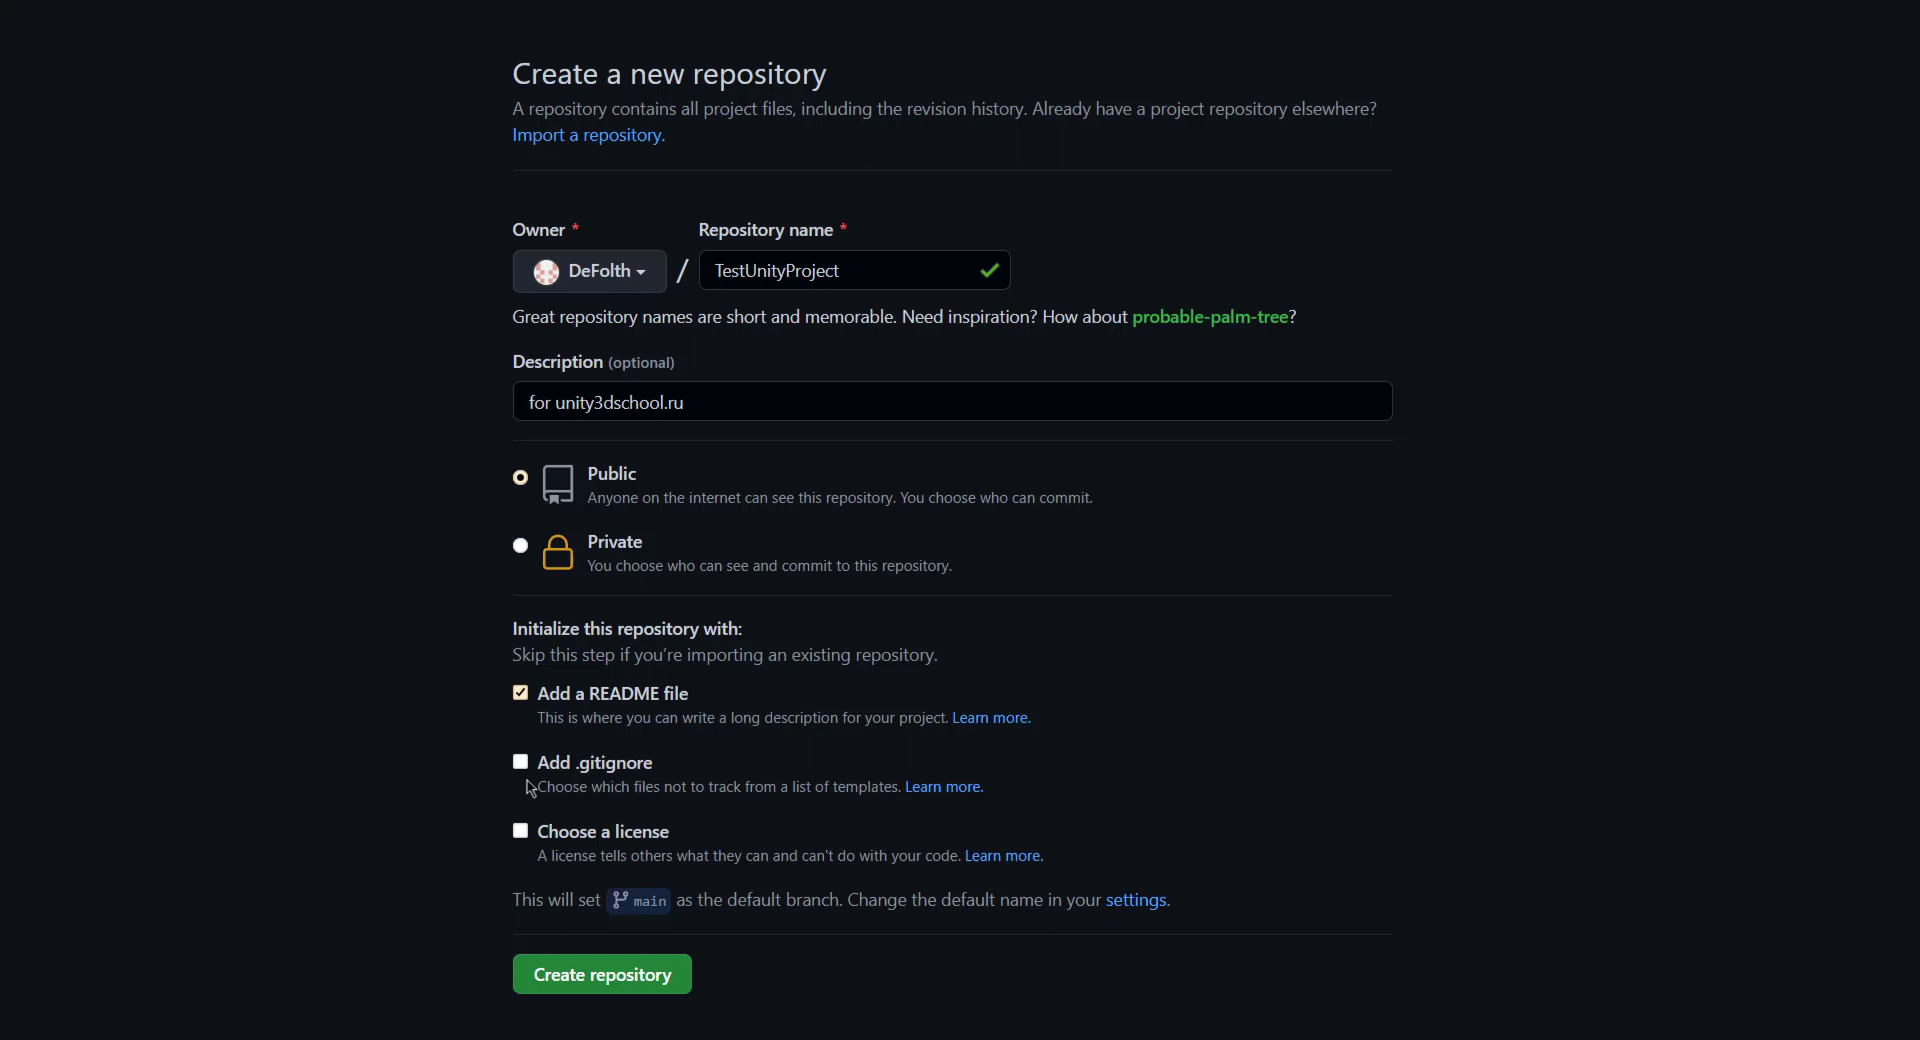 Create a new repository
A repository contains all project files, including the revision history. Already have a project repository elsewhere?
Import a repository.
Owner * Repository name *
DeFolth / TestUnityProject
Great repository names are short and memorable. Need inspiration? How about probable-palm-tree?
Description (optional)
for unity3dschool.ru
Public
Anyone on the internet can see this repository. You choose who can commit.
Private
You choose who can see and commit to this repository.
Initialize this repository with:
Skip this step if you're importing an existing repository.
Add a README file
This is where you can write a long description for your project. Learn more.
Add .gitignore
Choose which files not to track from a list of templates. Learn more.
Choose a license
A license tells others what they can and can't do with your code. Learn more.
This will set main as the default branch. Change the default name in your settings.
Create repository